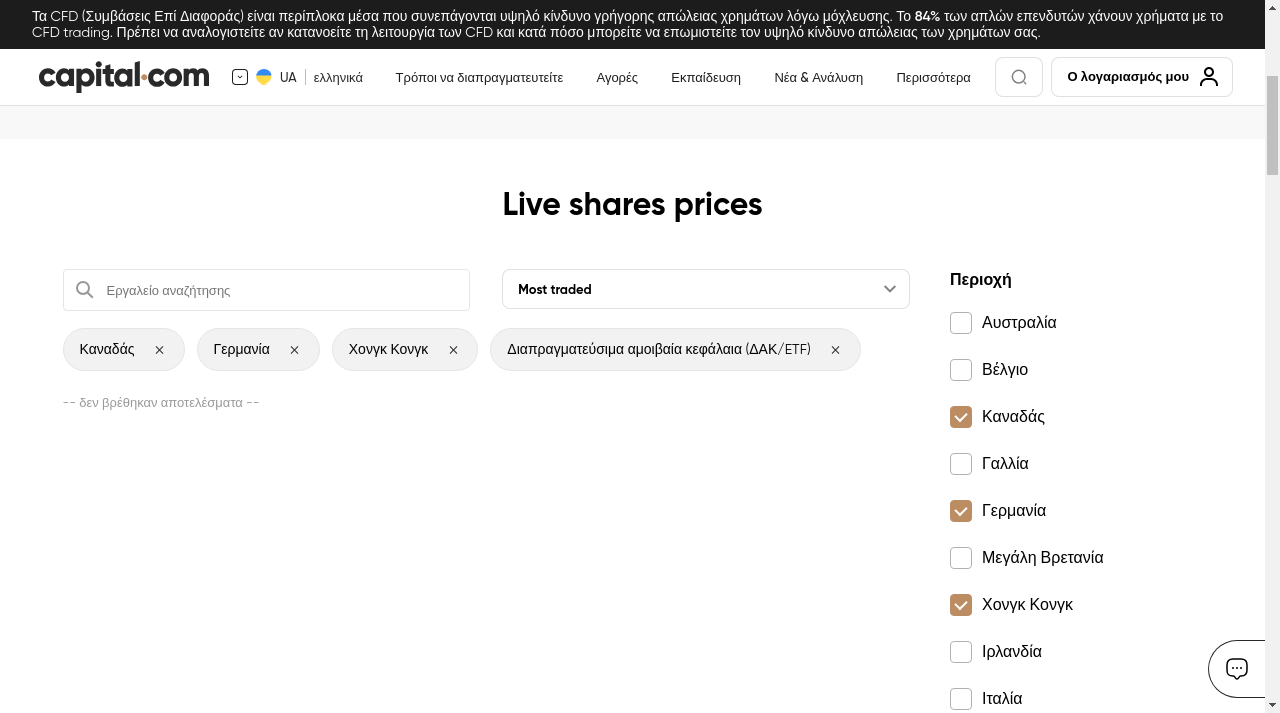 Τα CFD (Συμβάσεις Επί Διαφοράς) είναι περίπλοκα μέσα που συνεπάγονται υψηλό κίνδυνο γρήγορης απώλειας χρημάτων λόγω μόχλευσης. Το 84% των απλών επενδυτών χάνουν χρήματα με το
CFD trading. Πρέπει να αναλογιστείτε αν κατανοείτε τη λειτουργία των CFD και κατά πόσο μπορείτε να επωμιστείτε τον υψηλό κίνδυνο απώλειας των χρημάτων σας.
capital.com
UA
ελληνικά
Τρόποι να διαπραγματευτείτε
Αγορές
Εκπαίδευση
Νέα & Ανάλυση
Περισσότερα
Ο λογαριασμός μου
Live shares prices
Εργαλείο αναζήτησης
Most traded
Καναδάς ×
Γερμανία ×
Χονγκ Κονγκ ×
Διαπραγματεύσιμα αμοιβαία κεφάλαια (ΔΑΚ/ETF) ×
-- δεν βρέθηκαν αποτελέσματα --
Περιοχή
Αυστραλία
Βέλγιο
Καναδάς
Γαλλία
Γερμανία
Μεγάλη Βρετανία
Χονγκ Κονγκ
Ιρλανδία
Ιταλία